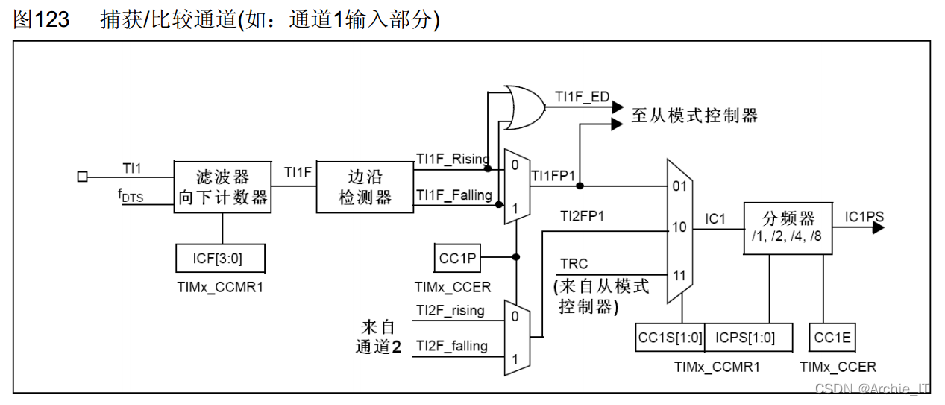 图123 捕获/比较通道(如：通道1输入部分)
TI1F_ED
至从模式控制器
TI1
fDTS
滤波器
向下计数器
TI1F
边沿
检测器
TI1F_Rising
TI1F_Falling
0
1
TI1FP1
01
TI2FP1
10
IC1
分频器
/1, /2, /4, /8
IC1PS
ICF[3:0]
TIMx_CCMR1
CC1P
TIMx_CCER
TRC
11
(来自从模式
控制器)
来自
通道2
TI2F_rising
TI2F_falling
0
1
CC1S[1:0]
ICPS[1:0]
CC1E
TIMx_CCMR1
TIMx_CCER
CSDN @Archie_IT